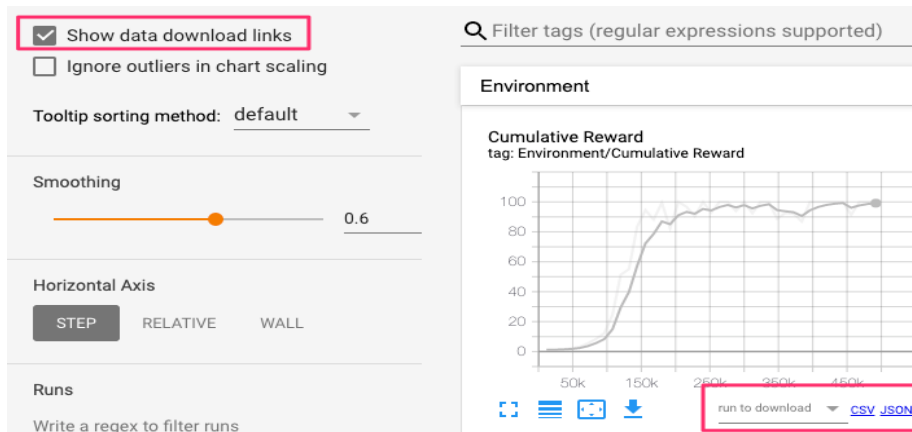 Show data download links
Ignore outliers in chart scaling
Tooltip sorting method: default
Smoothing
0.6
Horizontal Axis
STEP RELATIVE WALL
Runs
Write a regex to filter runs
Filter tags (regular expressions supported)
Environment
Cumulative Reward
tag: Environment/Cumulative Reward
100
80
60
40
20
0
50k 150k 250k 350k 450k
run to download CSV JSON